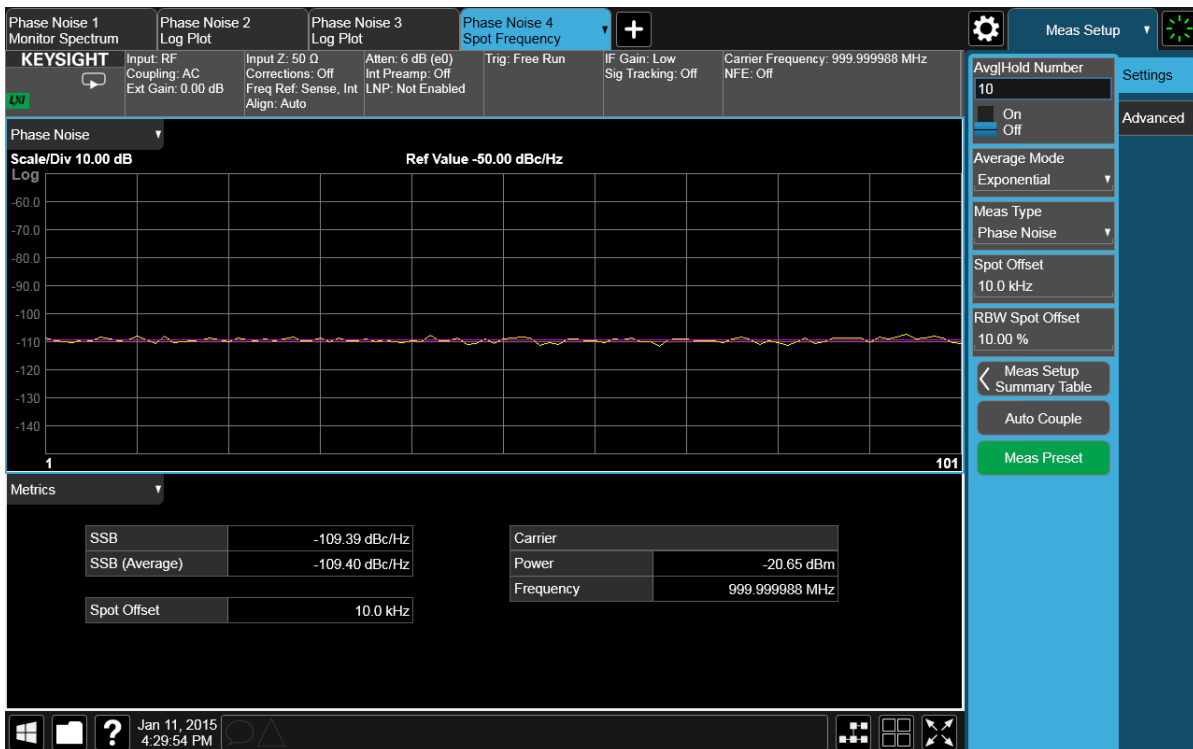 Phase Noise 1
Monitor Spectrum
Phase Noise 2
Log Plot
Phase Noise 3
Log Plot
Phase Noise 4
Spot Frequency
Meas Setup
KEYSIGHT
LXI
Input: RF
Coupling: AC
Ext Gain: 0.00 dB
Input Z: 50 Ω
Corrections: Off
Freq Ref: Sense, Int
Align: Auto
Atten: 6 dB (e0)
Int Preamp: Off
LNP: Not Enabled
Trig: Free Run
IF Gain: Low
Sig Tracking: Off
Carrier Frequency: 999.999988 MHz
NFE: Off
Phase Noise
Scale/Div 10.00 dB
Ref Value -50.00 dBc/Hz
Log
-60.0
-70.0
-80.0
-90.0
-100
-110
-120
-130
-140
1
101
Metrics
SSB -109.39 dBc/Hz
SSB (Average) -109.40 dBc/Hz
Spot Offset 10.0 kHz
Carrier
Power -20.65 dBm
Frequency 999.999988 MHz
Avg|Hold Number
10
On
Off
Average Mode
Exponential
Meas Type
Phase Noise
Spot Offset
10.0 kHz
RBW Spot Offset
10.00 %
Meas Setup
Summary Table
Auto Couple
Meas Preset
Settings
Advanced
?
Jan 11, 2015
4:29:54 PM